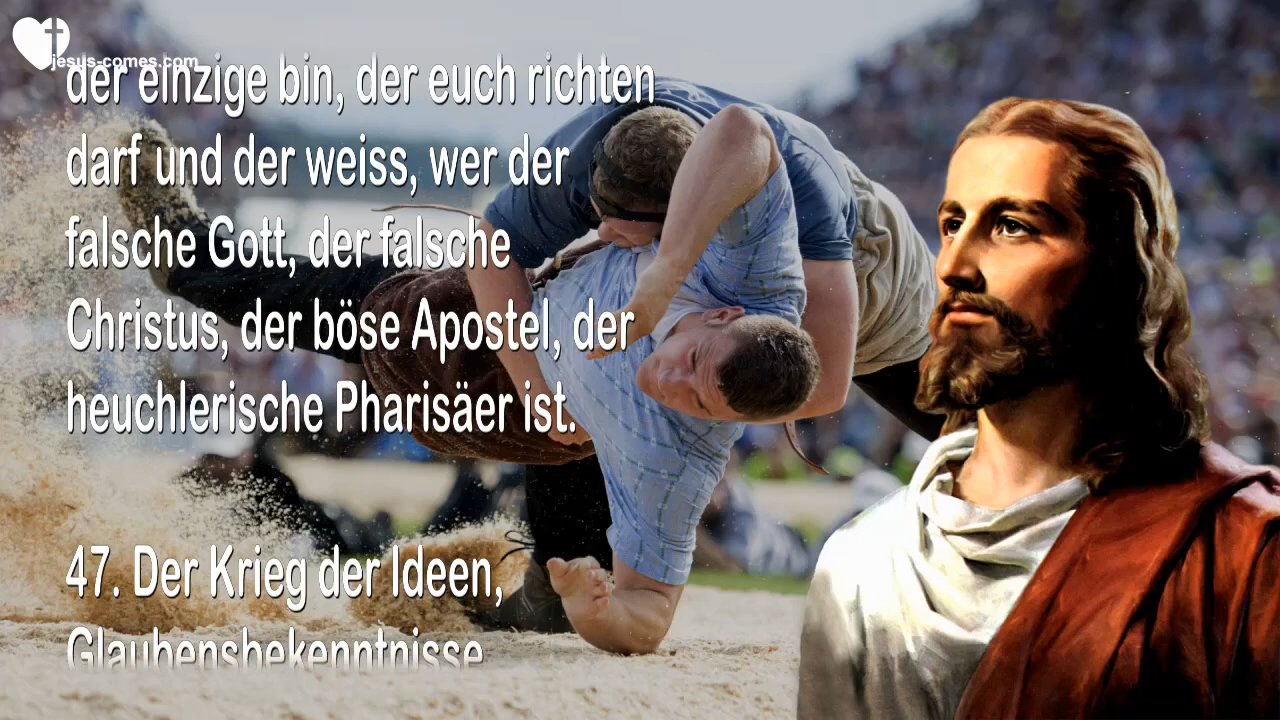 jesus-comes.com
der einzige bin, der euch richten
darf und der weiss, wer der
falsche Gott, der falsche
Christus, der böse Apostel, der
heuchlerische Pharisäer ist.
47. Der Krieg der Ideen,
Glaubensbekenntnisse